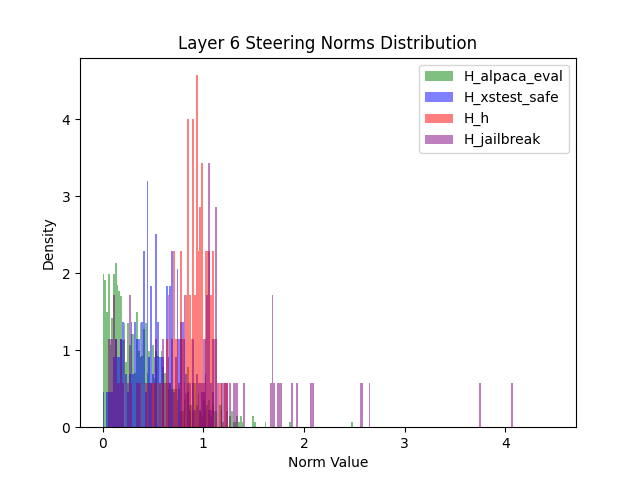 Layer 6 Steering Norms Distribution
H_alpaca_eval
H_xstest_safe
H_h
H_jailbreak
Density
4
3
2
1
0
0 1 2 3 4
Norm Value